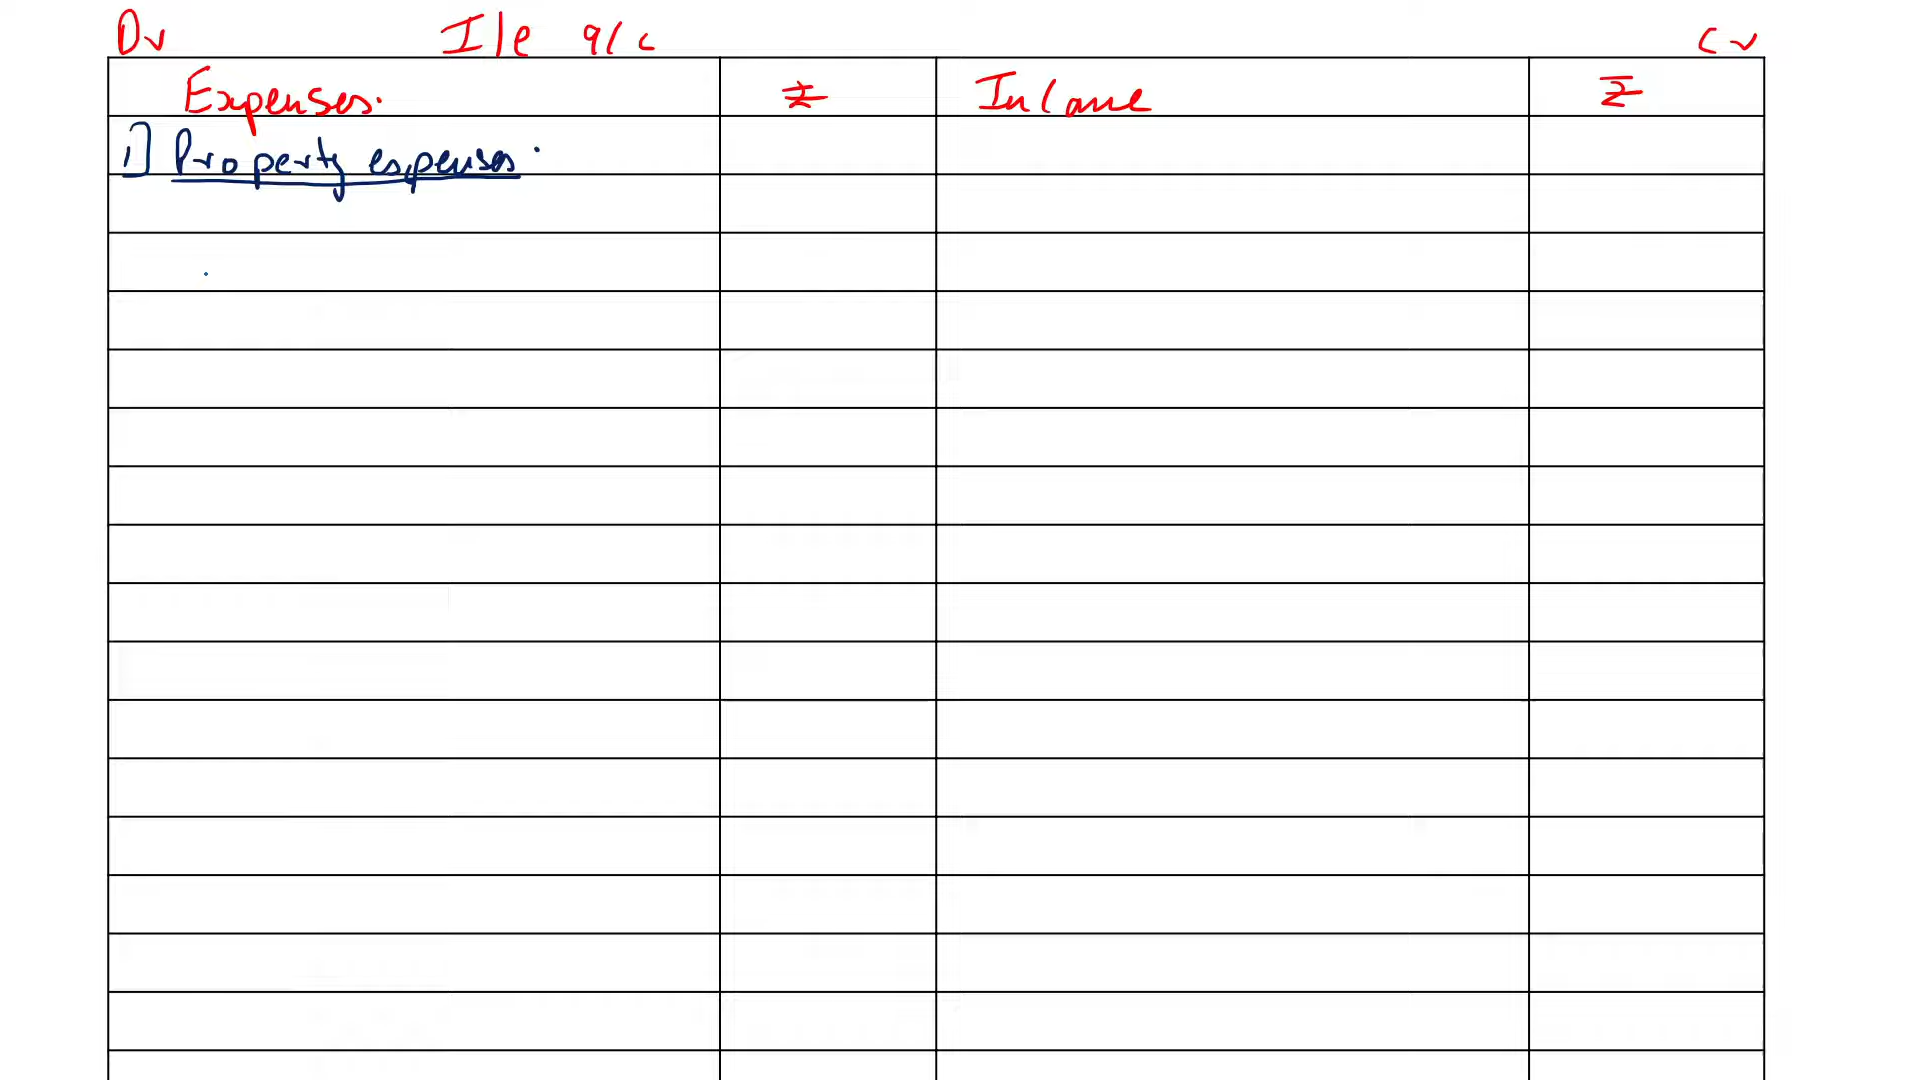 Dr I/e a/c Cr
Expenses. ₹ Income ₹
1] Property expenses.